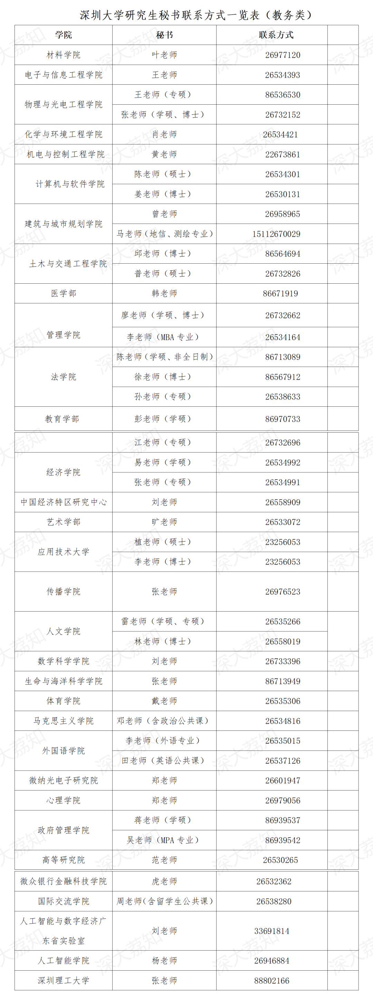 深圳大学研究生秘书联系方式一览表（教务类）
学院 秘书 联系方式
材料学院 叶老师 26977120
电子与信息工程学院 王老师 26534393
物理与光电工程学院 王老师（专硕） 86536530
张老师（学硕、博士） 26732152
化学与环境工程学院 肖老师 26534421
机电与控制工程学院 黄老师 22673861
计算机与软件学院 陈老师（硕士） 26534301
姜老师（博士） 26530131
建筑与城市规划学院 曾老师 26958965
马老师（地信、测绘专业） 15112670029
土木与交通工程学院 邱老师（博士） 86564694
普老师（硕士） 26732826
医学部 韩老师 86671919
管理学院 廖老师（学硕、博士） 26732662
李老师（MBA 专业） 26534164
法学院 陈老师（学硕、非全日制） 86713089
徐老师（博士） 86567912
孙老师（专硕） 26538633
教育学部 彭老师（学硕） 86970733
江老师（专硕） 26732696
经济学院 易老师（学硕） 26534992
张老师（专硕） 26534991
中国经济特区研究中心 刘老师 26558909
艺术学部 旷老师 26533072
应用技术大学 植老师（硕士） 23256053
李老师（博士） 23256053
传播学院 张老师 26976523
人文学院 雷老师（学硕、专硕） 26535266
林老师（博士） 26558019
数学科学学院 刘老师 26733396
生命与海洋科学学院 张老师 86713949
体育学院 戴老师 26535306
马克思主义学院 邓老师（含政治公共课） 26534816
外国语学院 李老师（外语专业） 26535015
田老师（英语公共课） 26537126
微纳光电子研究院 郑老师 26601947
心理学院 郑老师 26979056
政府管理学院 蒋老师（学硕） 86939537
吴老师（MPA 专业） 86939542
高等研究院 范老师 26530265
微众银行金融科技学院 虎老师 26532362
国际交流学院 周老师（含留学生公共课） 26538280
人工智能与数字经济广
东省实验室 刘老师 33691814
人工智能学院 杨老师 26946884
深圳理工大学 张老师 88802166
深大荔知